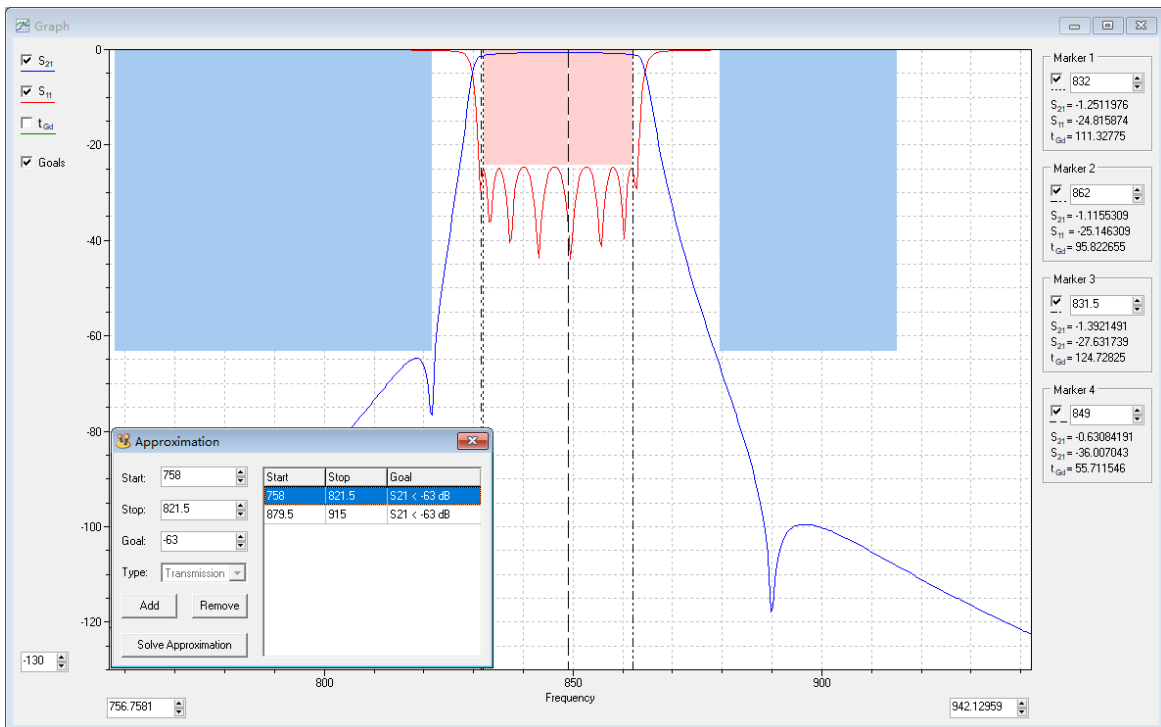 Graph
S21
S11
tGd
Goals
0
-20
-40
-60
-80
-100
-120
-130
800
850
900
Frequency
756.7581
942.12959
Marker 1
832
S21 = -1.2511976
S11 = -24.815874
tGd = 111.32775
Marker 2
862
S21 = -1.1155309
S11 = -25.146309
tGd = 95.822655
Marker 3
831.5
S21 = -1.3921491
S21 = -27.631739
tGd = 124.72825
Marker 4
849
S21 = -0.63084191
S21 = -36.007043
tGd = 55.711546
Approximation
Start: 758
Stop: 821.5
Goal: -63
Type: Transmission
Add Remove
Solve Approximation
Start Stop Goal
758 821.5 S21 < -63 dB
879.5 915 S21 < -63 dB